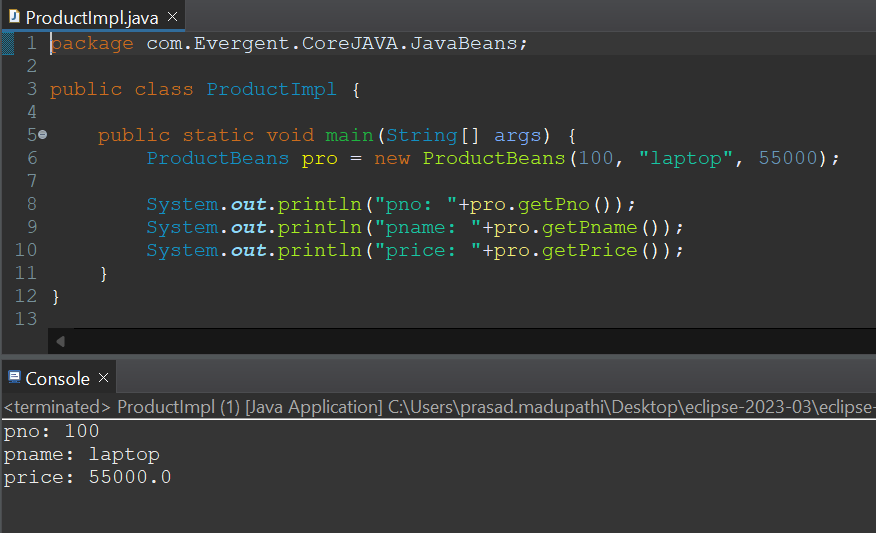 ProductImpl.java
1 package com.Evergent.CoreJAVA.JavaBeans;
2
3 public class ProductImpl {
4
5     public static void main(String[] args) {
6         ProductBeans pro = new ProductBeans(100, "laptop", 55000);
7
8         System.out.println("pno: "+pro.getPno());
9         System.out.println("pname: "+pro.getPname());
10         System.out.println("price: "+pro.getPrice());
11     }
12 }
13
Console
<terminated> ProductImpl (1) [Java Application] C:\Users\prasad.madupathi\Desktop\eclipse-2023-03\eclipse-
pno: 100
pname: laptop
price: 55000.0